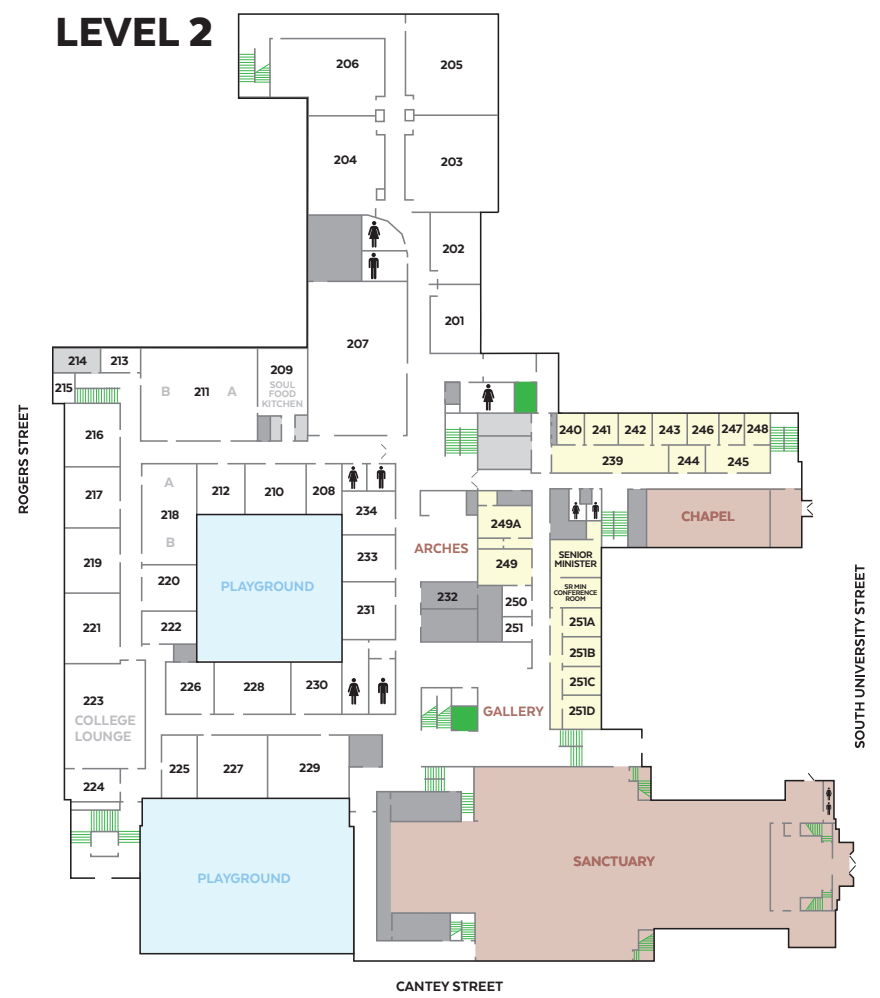 LEVEL 2
206
205
204
203
202
201
207
214
213
215
B
211
A
209
SOUL
FOOD
KITCHEN
216
240
241
242
243
246
247
248
239
244
245
217
A
218
B
212
210
208
234
249A
CHAPEL
ARCHES
219
233
249
SENIOR
MINISTER
220
PLAYGROUND
SR MIN
CONFERENCE
ROOM
232
250
231
221
222
251
251A
251B
251C
251D
223
COLLEGE
LOUNGE
226
228
230
GALLERY
224
225
227
229
PLAYGROUND
SANCTUARY
ROGERS STREET
SOUTH UNIVERSITY STREET
CANTEY STREET